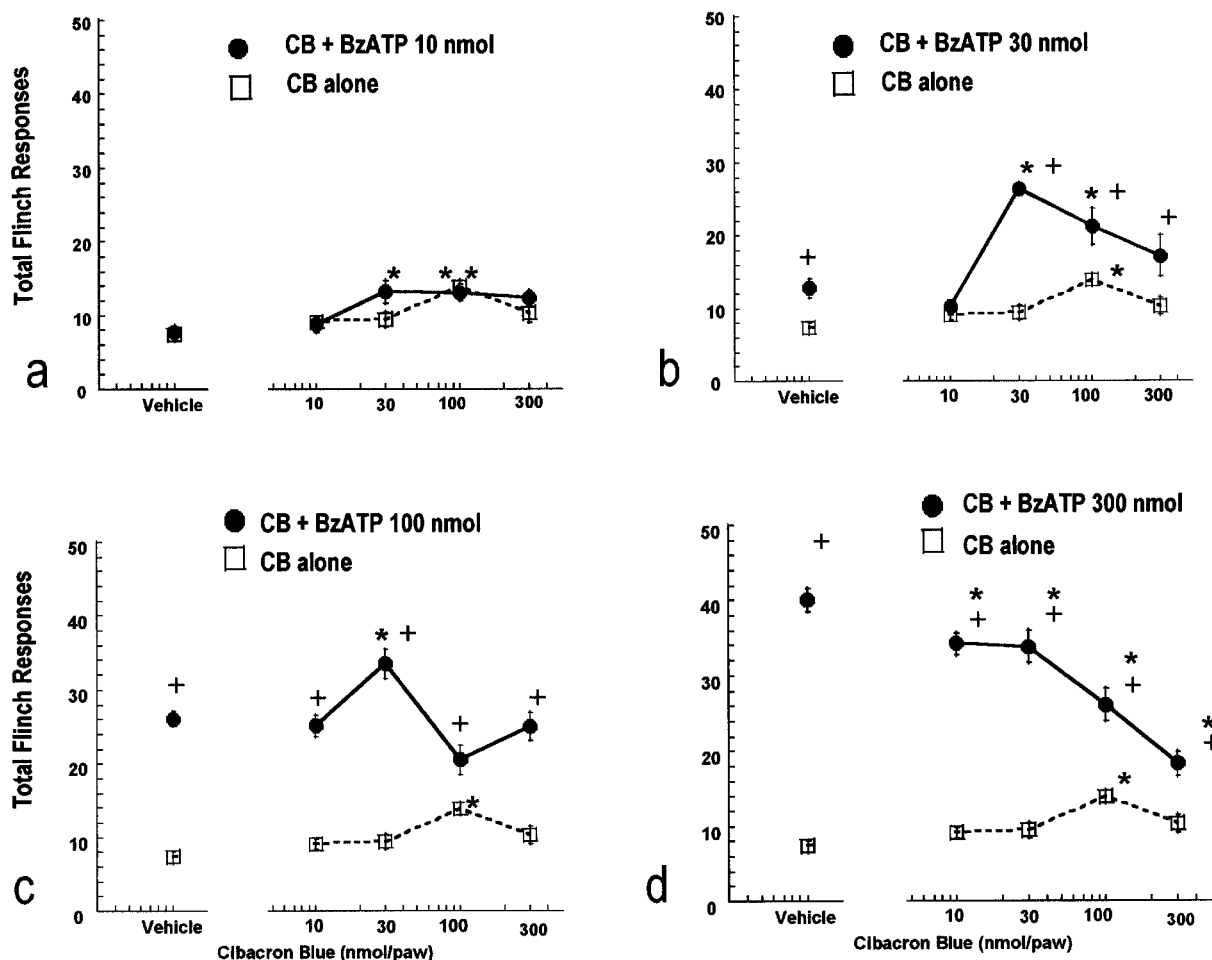 50
40
30
20
10
0
Total Flinch Responses
CB + BzATP 10 nmol
CB alone
* * *
a
Vehicle
10 30 100 300
50
40
30
20
10
0
CB + BzATP 30 nmol
CB alone
+
* +
* +
+
*
b
Vehicle
10 30 100 300
50
40
30
20
10
0
Total Flinch Responses
CB + BzATP 100 nmol
CB alone
+
+
* +
+
+
*
c
Vehicle
10 30 100 300
Cibacron Blue (nmol/paw)
50
40
30
20
10
0
CB + BzATP 300 nmol
CB alone
+
*
+
*
+
*
+
*
+
*
d
Vehicle
10 30 100 300
Cibacron Blue (nmol/paw)